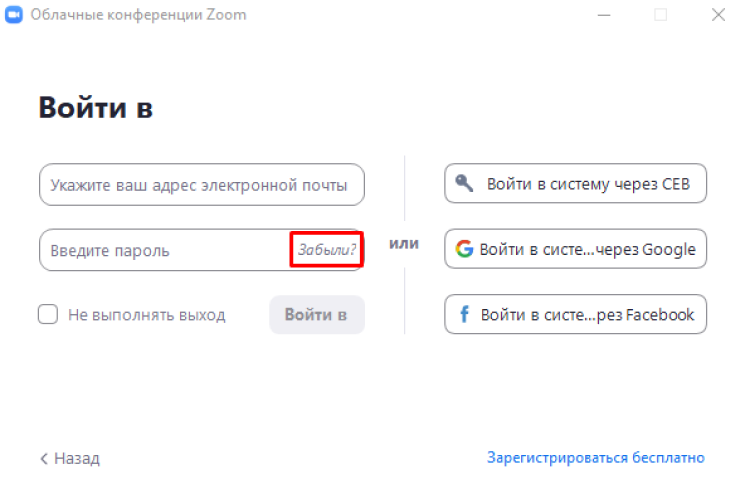 Облачные конференции Zoom
Войти в
Укажите ваш адрес электронной почты
Введите пароль
Забыли?
Не выполнять выход
Войти в
или
Войти в систему через СЕВ
Войти в систе...через Google
Войти в систе...рез Facebook
Назад
Зарегистрироваться бесплатно